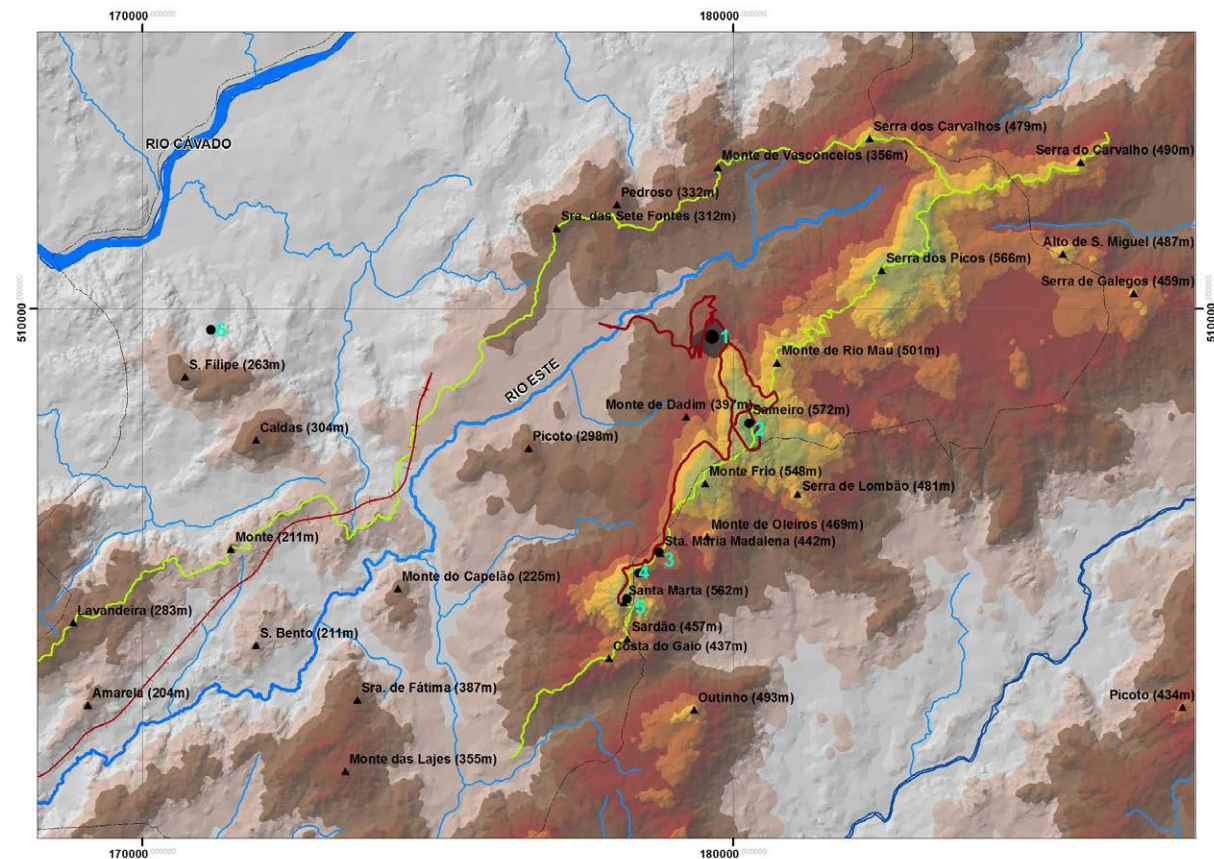 170000,000000
180000,000000
Serra dos Carvalhos (479m)
RIO CÁVADO
Monte de Vasconcelos (356m)
Serra do Carvalho (490m)
Pedroso (332m)
Sra. das Sete Fontes (312m)
Alto de S. Miguel (487m)
Serra dos Picos (566m)
Serra de Galegos (459m)
510000
510000
6
1
S. Filipe (263m)
Monte de Rio Mau (501m)
RIO ESTE
Monte de Dadim (397m)
Sameiro (572m)
2
Caldas (304m)
Picoto (298m)
Monte Frio (548m)
Serra de Lombão (481m)
Monte de Oleiros (469m)
Monte (211m)
Sta. Maria Madalena (442m)
3
4
Monte do Capelão (225m)
Santa Marta (562m)
5
Lavandeira (283m)
S. Bento (211m)
Sardão (457m)
Costa do Gaio (437m)
Amarela (204m)
Sra. de Fátima (387m)
Outinho (493m)
Picoto (434m)
Monte das Lajes (355m)
170000,000000
180000,000000